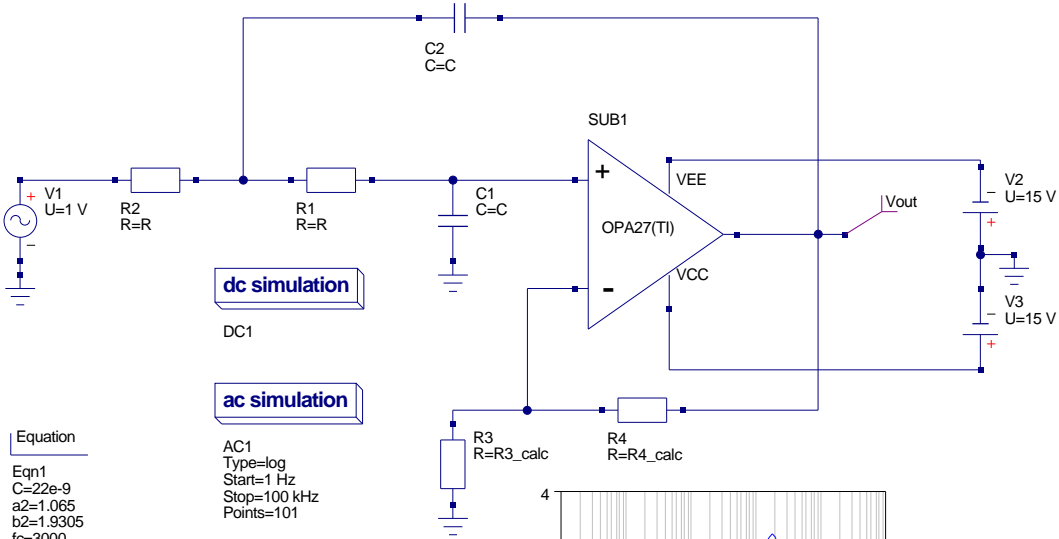 C2
C=C
SUB1
+
VEE
V1
+
U=1 V
R2
R=R
R1
R=R
C1
C=C
OPA27(TI)
Vout
V2
U=15 V
−
+
−
VCC
-
dc simulation
DC1
V3
−
U=15 V
+
ac simulation
AC1
Type=log
Start=1 Hz
Stop=100 kHz
Points=101
R3
R=R3_calc
R4
R=R4_calc
Equation
Eqn1
C=22e-9
a2=1.065
b2=1.9305
fc=3000
4